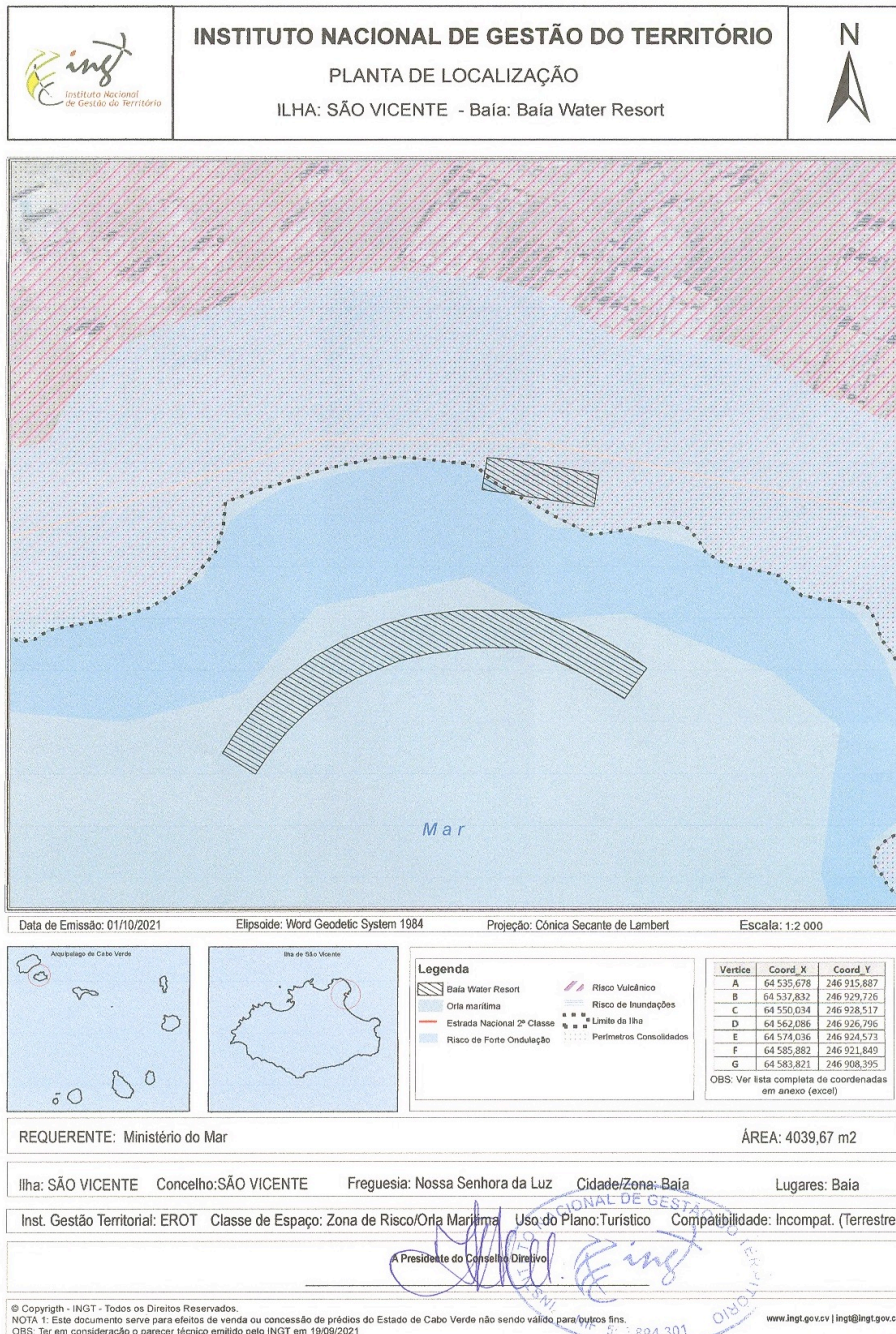 ingt
Instituto Nacional
de Gestão do Território
INSTITUTO NACIONAL DE GESTÃO DO TERRITÓRIO
PLANTA DE LOCALIZAÇÃO
ILHA: SÃO VICENTE - Baía: Baía Water Resort
N
Mar
Data de Emissão: 01/10/2021 Elipsoide: Word Geodetic System 1984 Projeção: Cónica Secante de Lambert Escala: 1:2 000
Arquipelago de Cabo Verde
Ilha de São Vicente
Legenda
Baía Water Resort
Orla marítima
Estrada Nacional 2ª Classe
Risco de Forte Ondulação
Risco Vulcânico
Risco de Inundações
Limite da Ilha
Perímetros Consolidados
Vertice Coord_X Coord_Y
A 64 535,678 246 915,887
B 64 537,832 246 929,726
C 64 550,034 246 928,517
D 64 562,086 246 926,796
E 64 574,036 246 924,573
F 64 585,882 246 921,849
G 64 583,821 246 908,395
OBS: Ver lista completa de coordenadas
em anexo (excel)
REQUERENTE: Ministério do Mar ÁREA: 4039,67 m2
Ilha: SÃO VICENTE Concelho:SÃO VICENTE Freguesia: Nossa Senhora da Luz Cidade/Zona: Baía Lugares: Baia
Inst. Gestão Territorial: EROT Classe de Espaço: Zona de Risco/Orla Marítima Uso do Plano:Turístico Compatibilidade: Incompat. (Terrestre
A Presidente do Conselho Diretivo
ingt
© Copyrigth - INGT - Todos os Direitos Reservados.
NOTA 1: Este documento serve para efeitos de venda ou concessão de prédios do Estado de Cabo Verde não sendo válido para outros fins.
OBS: Ter em consideração o parecer técnico emitido pelo INGT em 19/09/2021
www.ingt.gov.cv | ingt@ingt.gov.